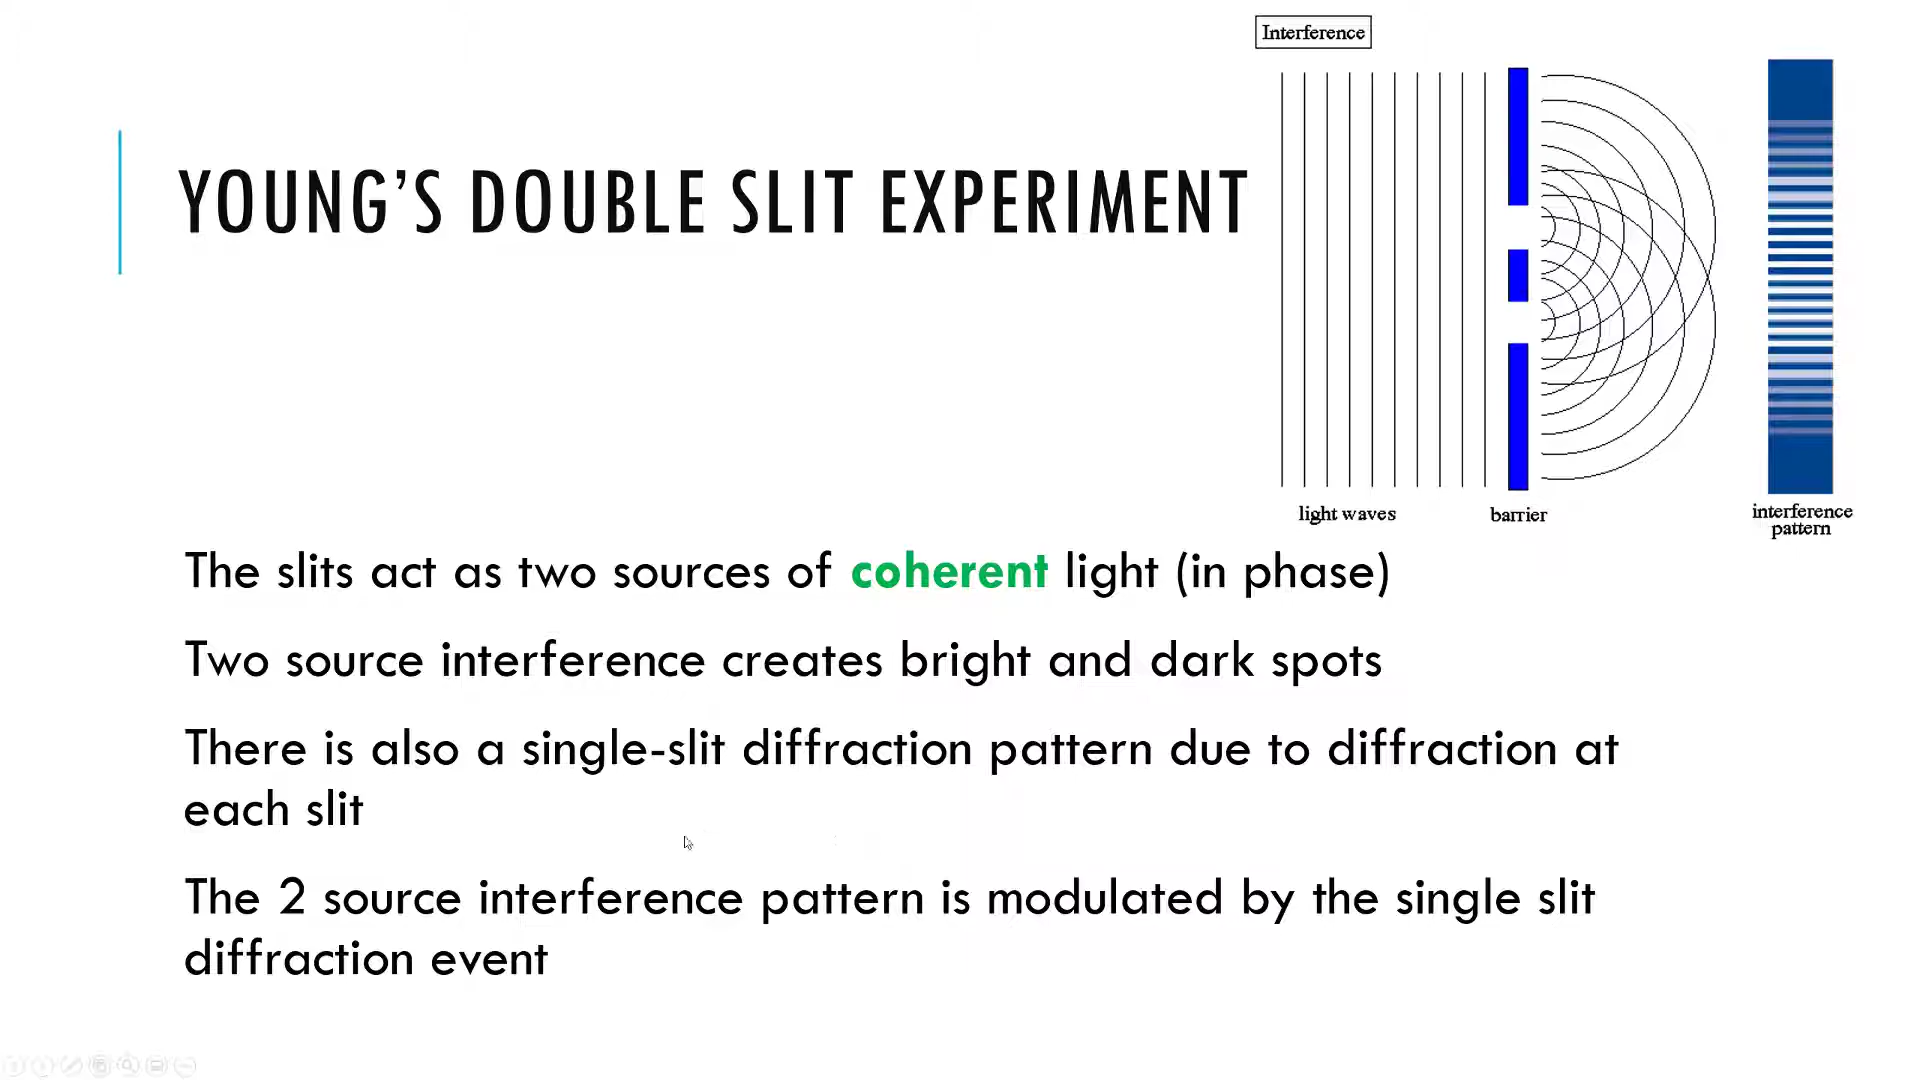 Interference
YOUNG’S DOUBLE SLIT EXPERIMENT
light waves
barrier
interference
pattern
The slits act as two sources of coherent light (in phase)
Two source interference creates bright and dark spots
There is also a single-slit diffraction pattern due to diffraction at
each slit
The 2 source interference pattern is modulated by the single slit
diffraction event